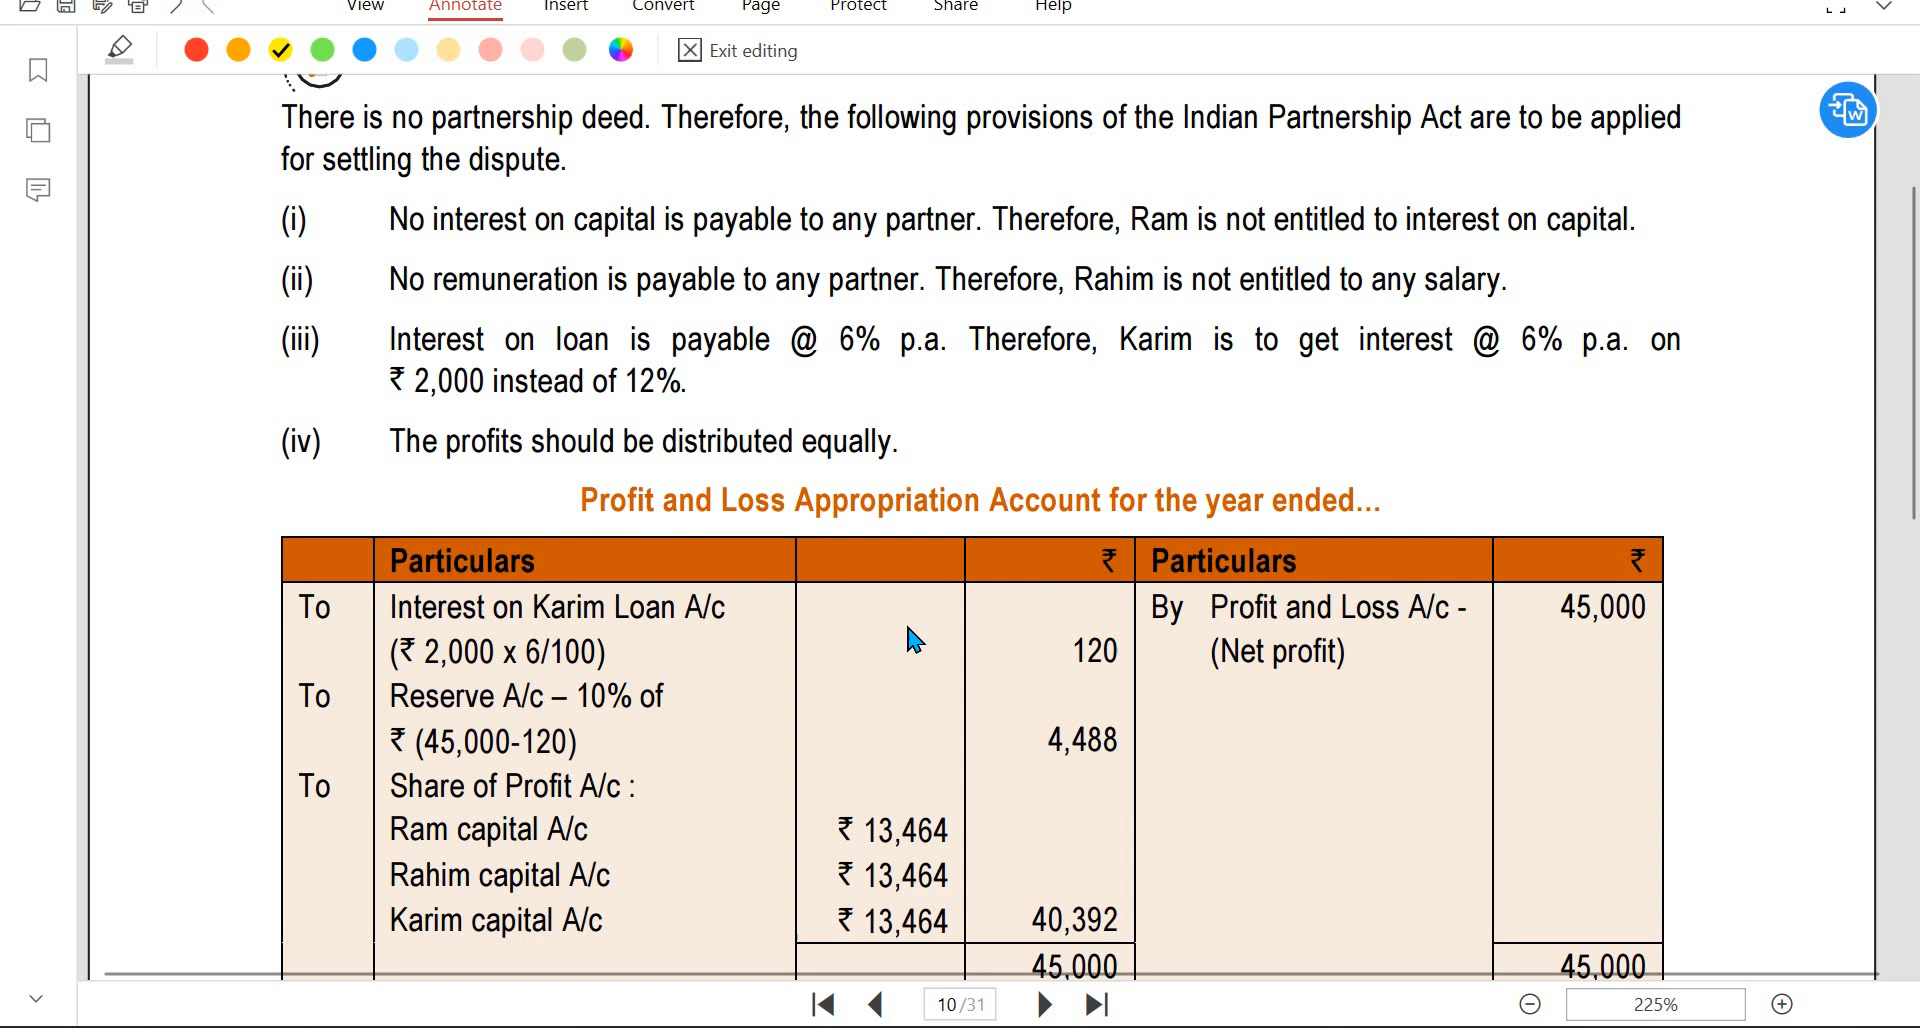 View Annotate Insert Convert Page Protect Share Help
Exit editing
There is no partnership deed. Therefore, the following provisions of the Indian Partnership Act are to be applied
for settling the dispute.
(i) No interest on capital is payable to any partner. Therefore, Ram is not entitled to interest on capital.
(ii) No remuneration is payable to any partner. Therefore, Rahim is not entitled to any salary.
(iii) Interest on loan is payable @ 6% p.a. Therefore, Karim is to get interest @ 6% p.a. on
₹ 2,000 instead of 12%.
(iv) The profits should be distributed equally.
Profit and Loss Appropriation Account for the year ended...
Particulars ₹ Particulars ₹
To Interest on Karim Loan A/c By Profit and Loss A/c - 45,000
(₹ 2,000 x 6/100) 120 (Net profit)
To Reserve A/c – 10% of
₹ (45,000-120) 4,488
To Share of Profit A/c :
Ram capital A/c ₹ 13,464
Rahim capital A/c ₹ 13,464
Karim capital A/c ₹ 13,464 40,392
45,000 45,000
10 /31 225%